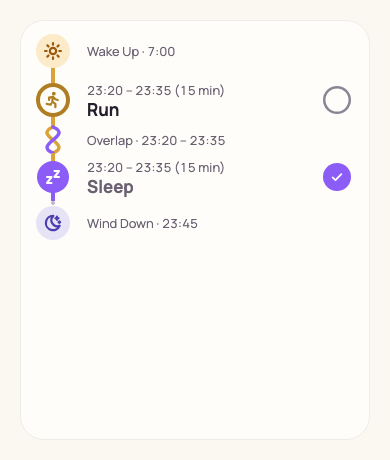 Wake Up · 7:00
23:20 – 23:35 (15 min)
Run
Overlap · 23:20 – 23:35
23:20 – 23:35 (15 min)
zz Sleep
Wind Down · 23:45